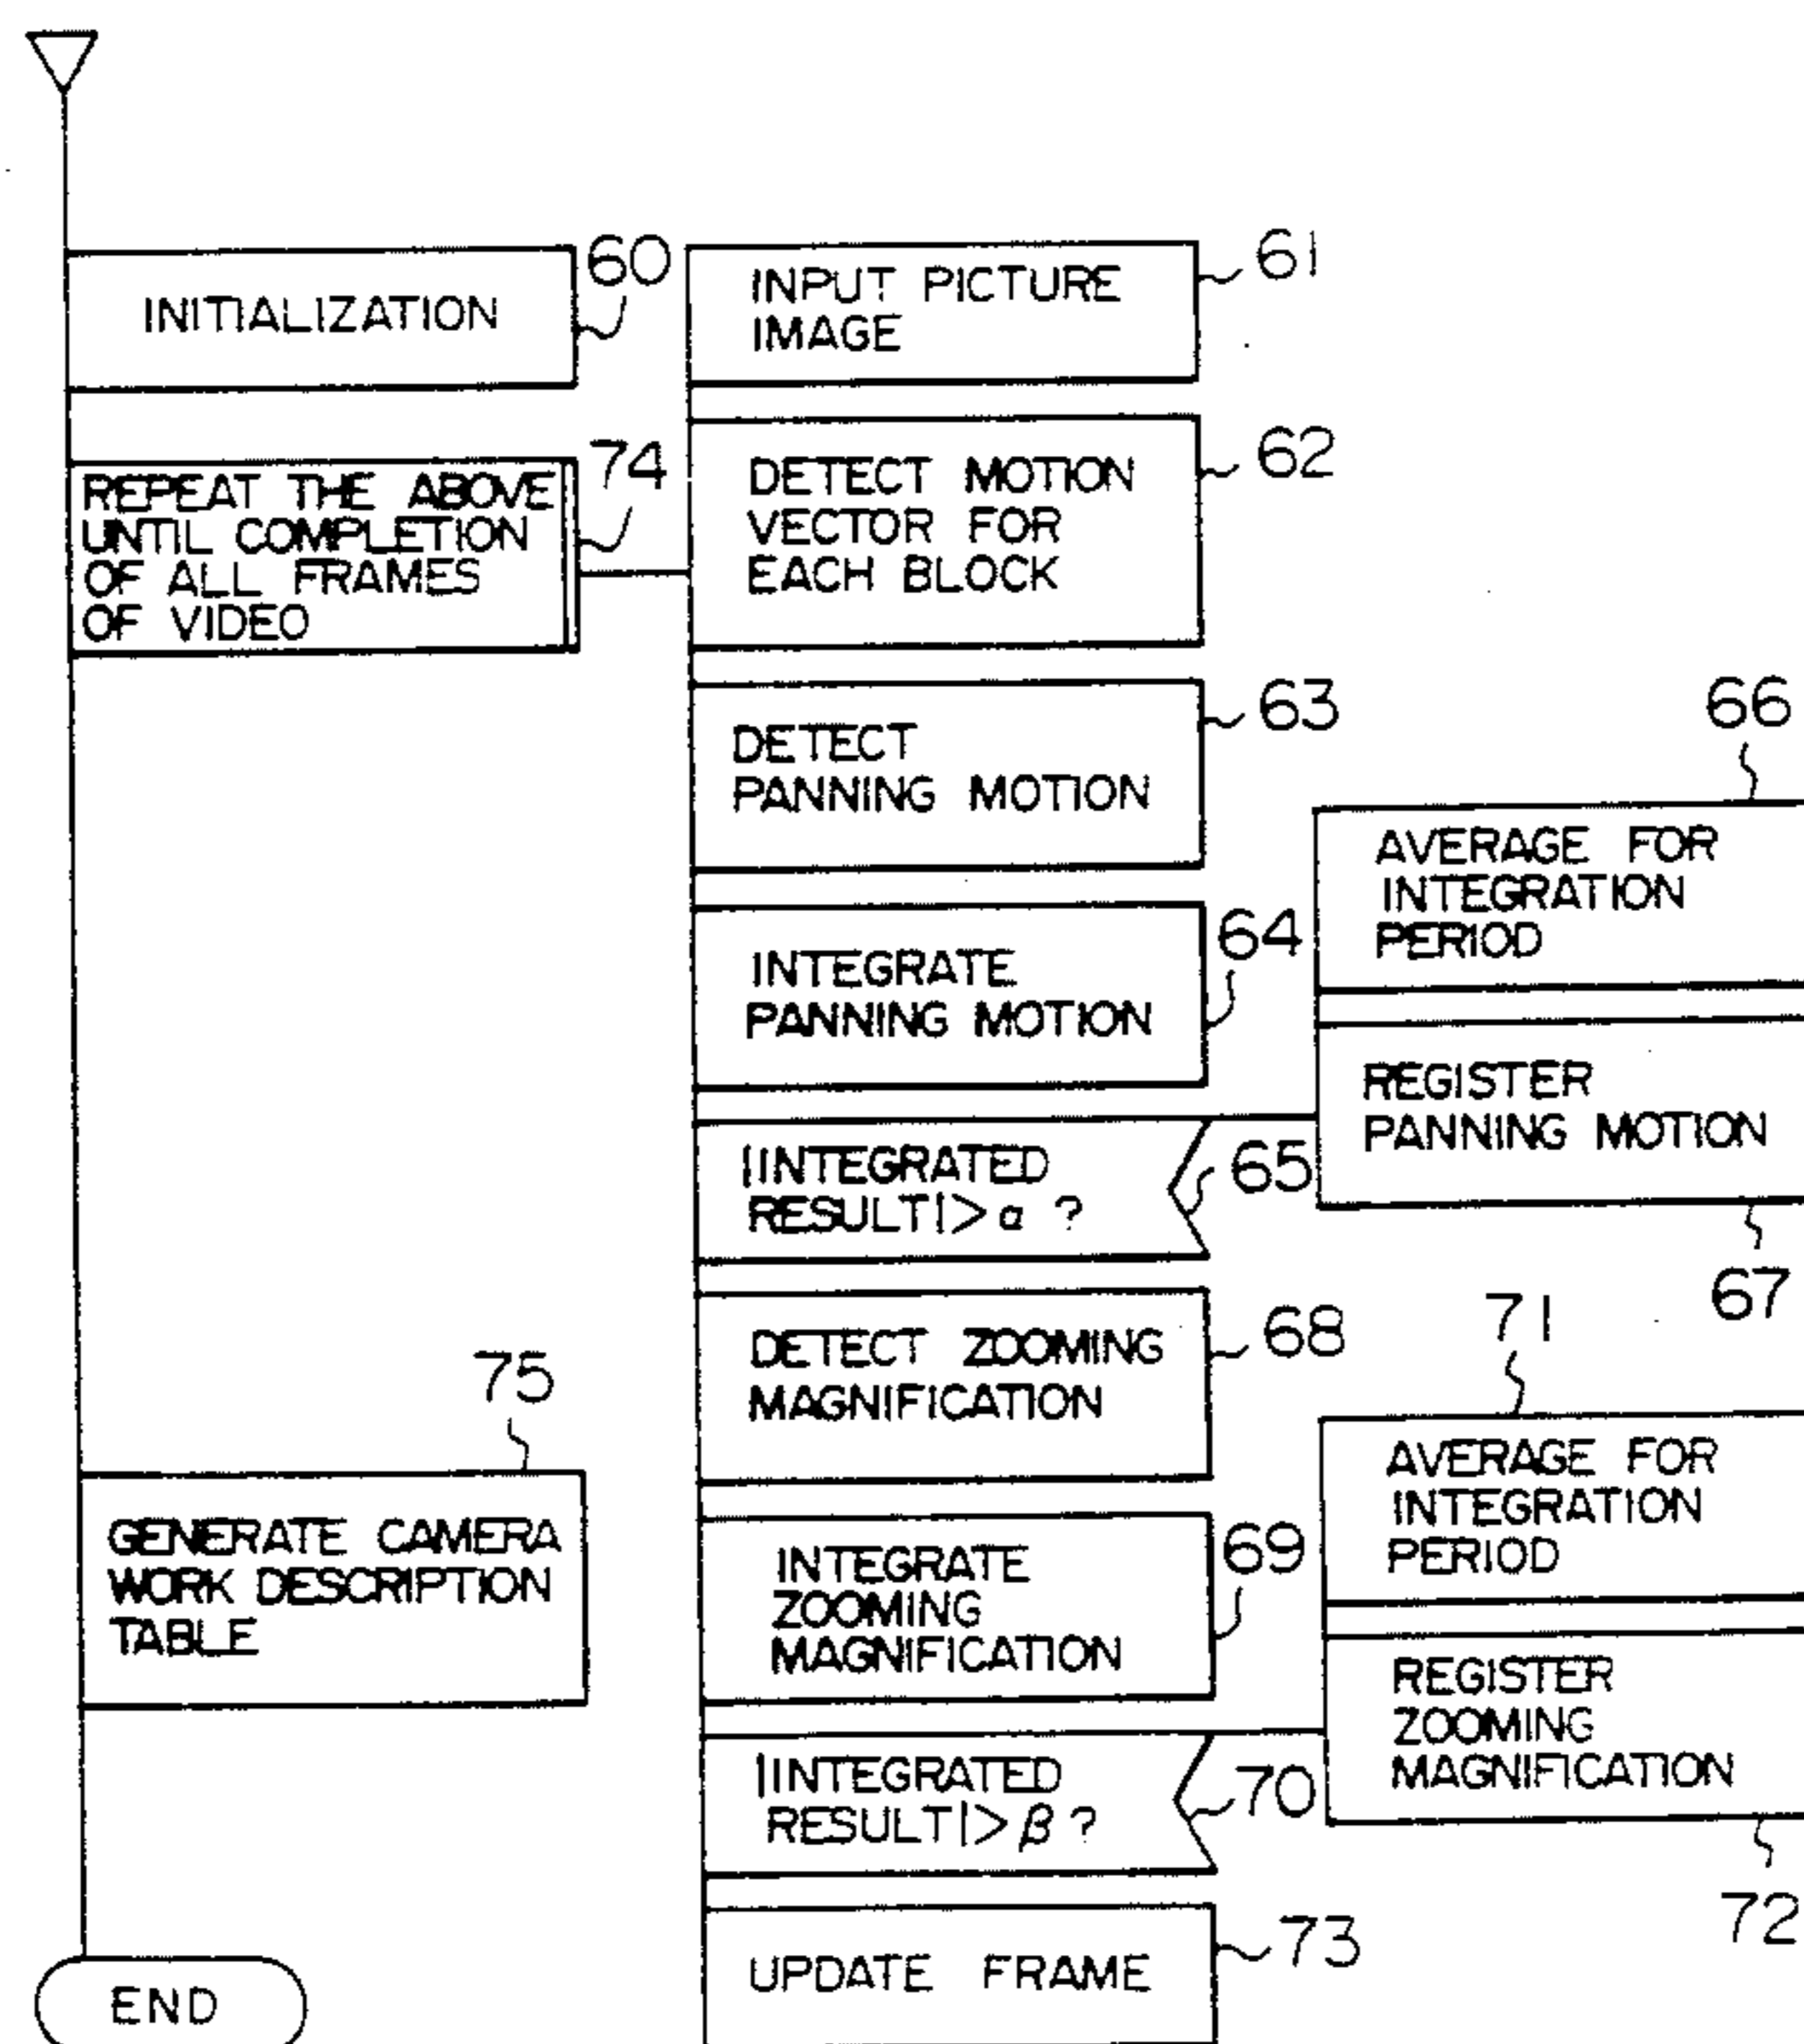 INITIALIZATION
60
REPEAT THE ABOVE
UNTIL COMPLETION
OF ALL FRAMES
OF VIDEO
74
INPUT PICTURE
IMAGE
61
DETECT MOTION
VECTOR FOR
EACH BLOCK
62
DETECT
PANNING MOTION
63
INTEGRATE
PANNING MOTION
64
|INTEGRATED
RESULT|> α ?
65
66
AVERAGE FOR
INTEGRATION
PERIOD
REGISTER
PANNING MOTION
67
DETECT ZOOMING
MAGNIFICATION
68
INTEGRATE
ZOOMING
MAGNIFICATION
69
|INTEGRATED
RESULT|> β ?
70
71
AVERAGE FOR
INTEGRATION
PERIOD
REGISTER
ZOOMING
MAGNIFICATION
72
UPDATE FRAME
73
75
GENERATE CAMERA
WORK DESCRIPTION
TABLE
END